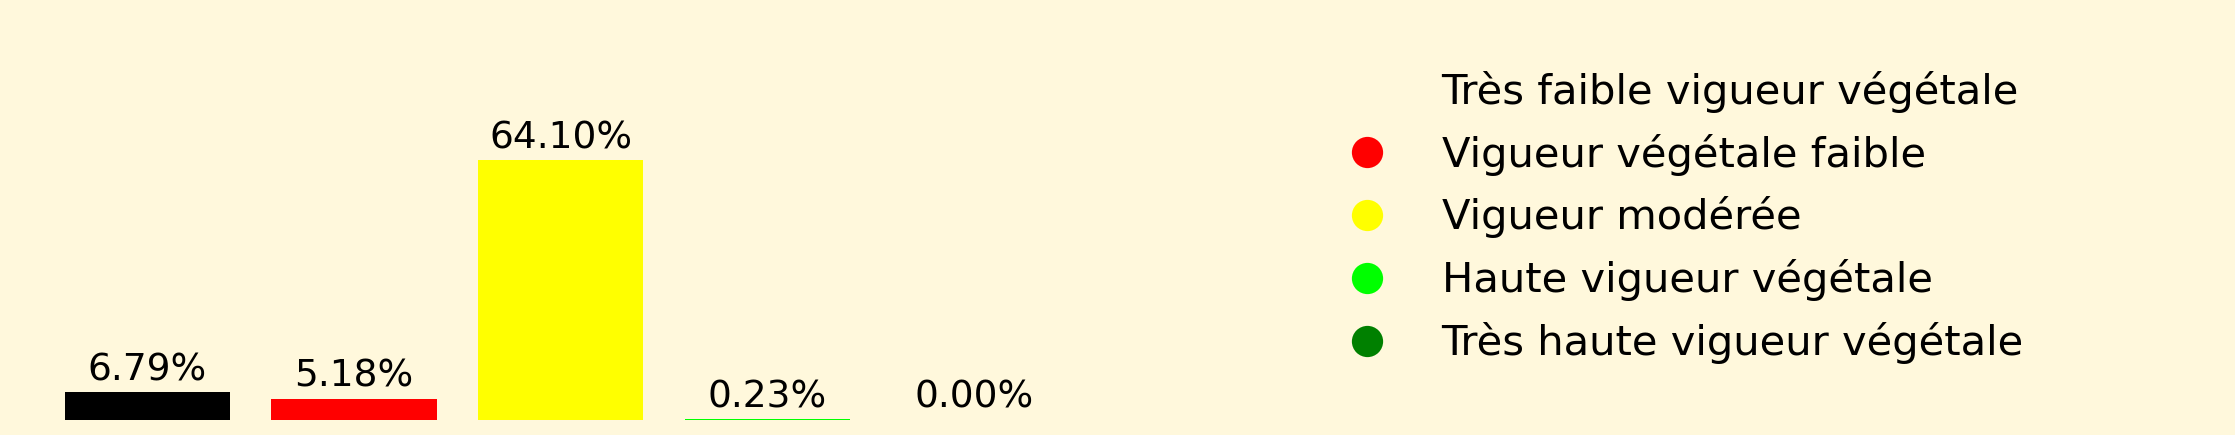 64.10%
6.79%
5.18%
0.23%
0.00%
Très faible vigueur végétale
Vigueur végétale faible
Vigueur modérée
Haute vigueur végétale
Très haute vigueur végétale